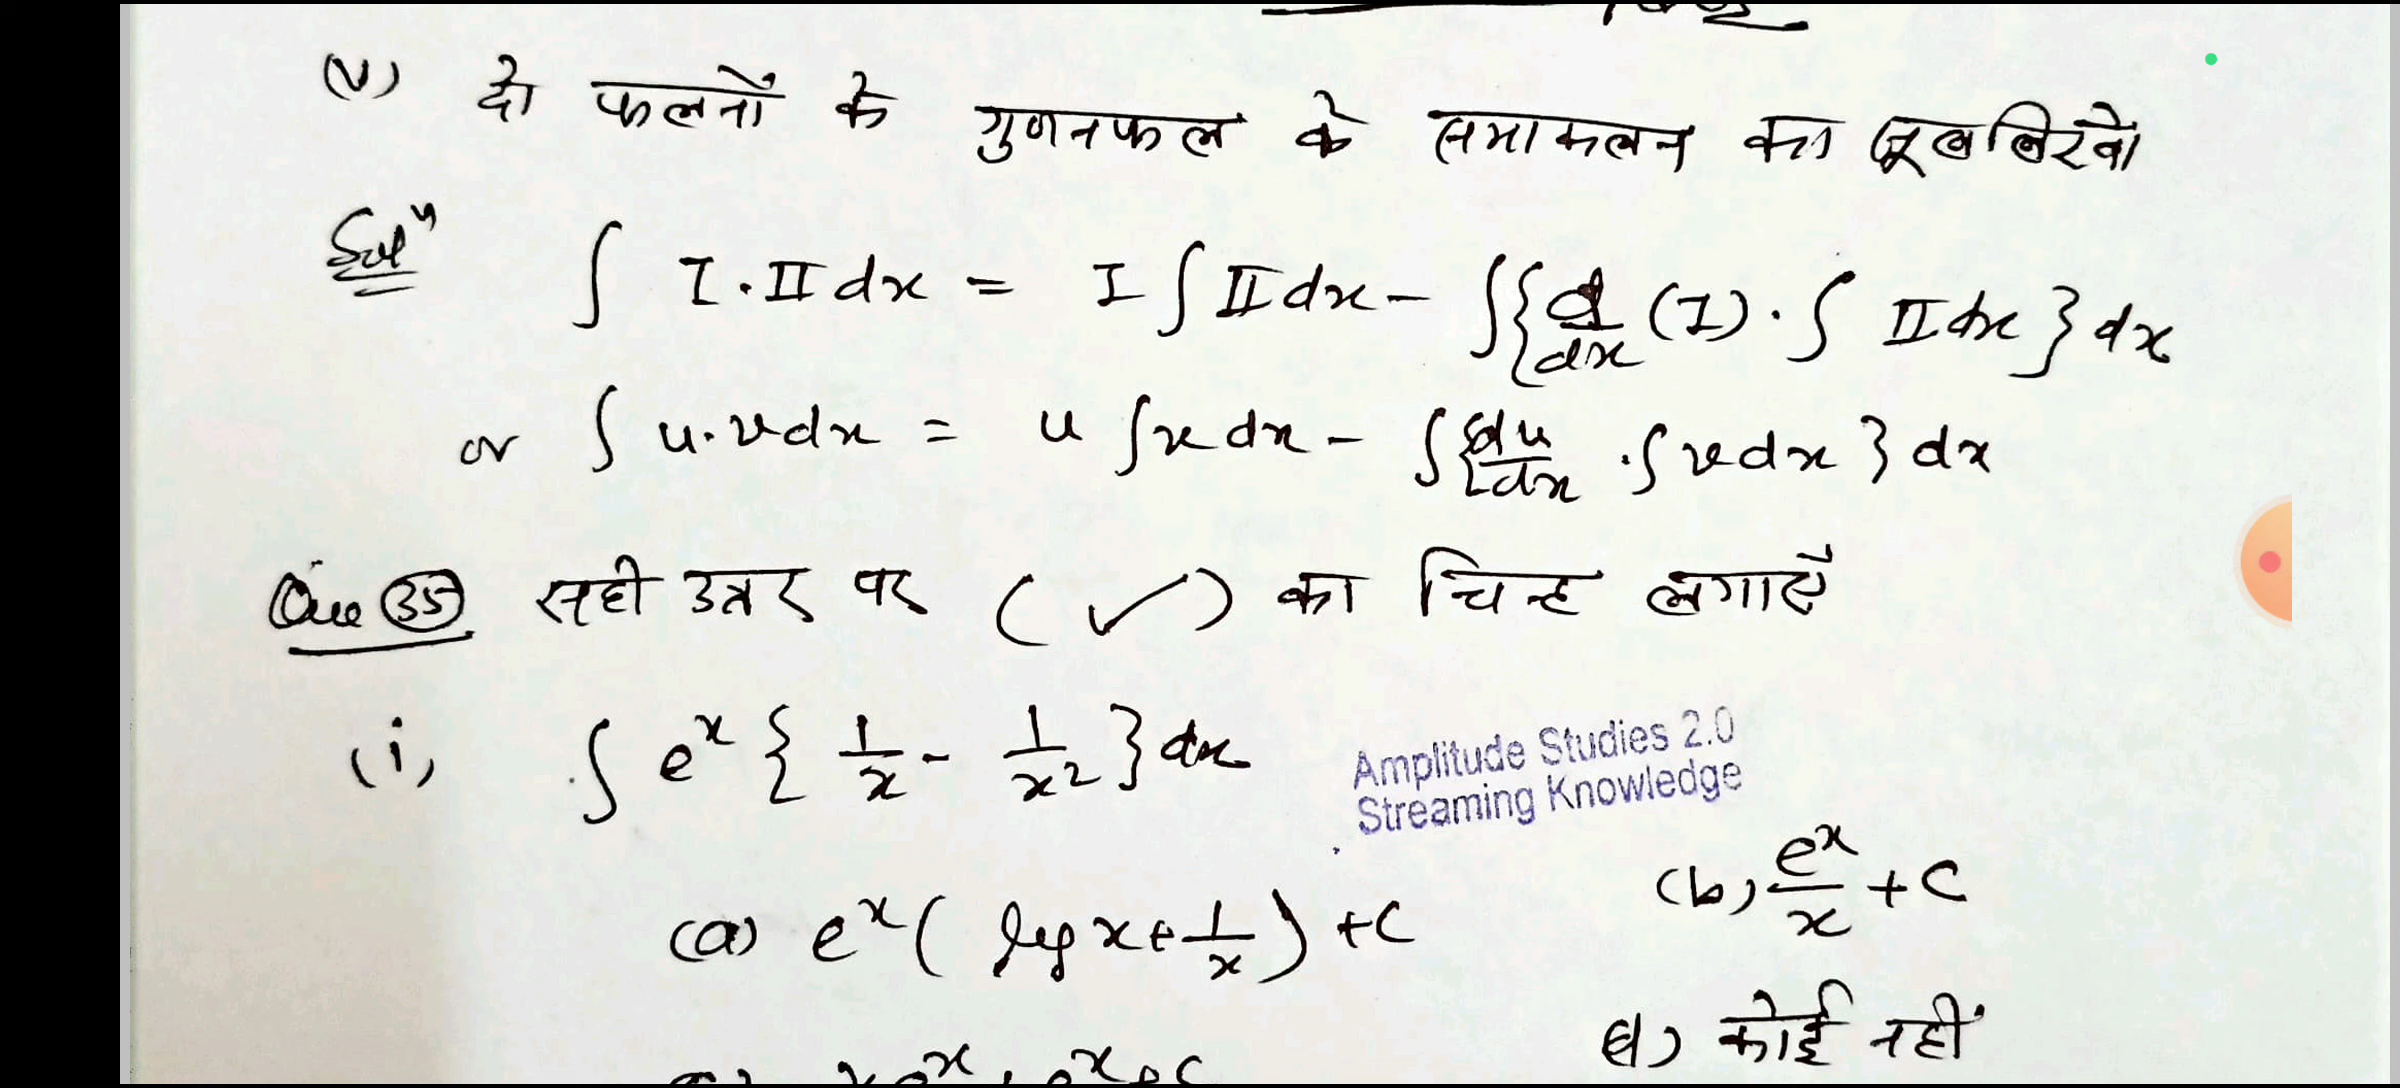 (V) दो फलनों के गुणनफल के समाकलन का सूत्र लिखो
Solⁿ ∫ I . II dx = I ∫ II dx - ∫{d/dx (I) . ∫ II dx } dx
or ∫ u . v dx = u ∫ v dx - ∫{du/dx . ∫ v dx } dx
Que 35 सही उत्तर पर ( ✓ ) का चिन्ह लगाएँ
(i) ∫ eˣ { 1/x - 1/x² } dx
Amplitude Studies 2.0
Streaming Knowledge
(a) eˣ ( log x + 1/x ) + C (b) eˣ/x + C
(d) कोई नहीं